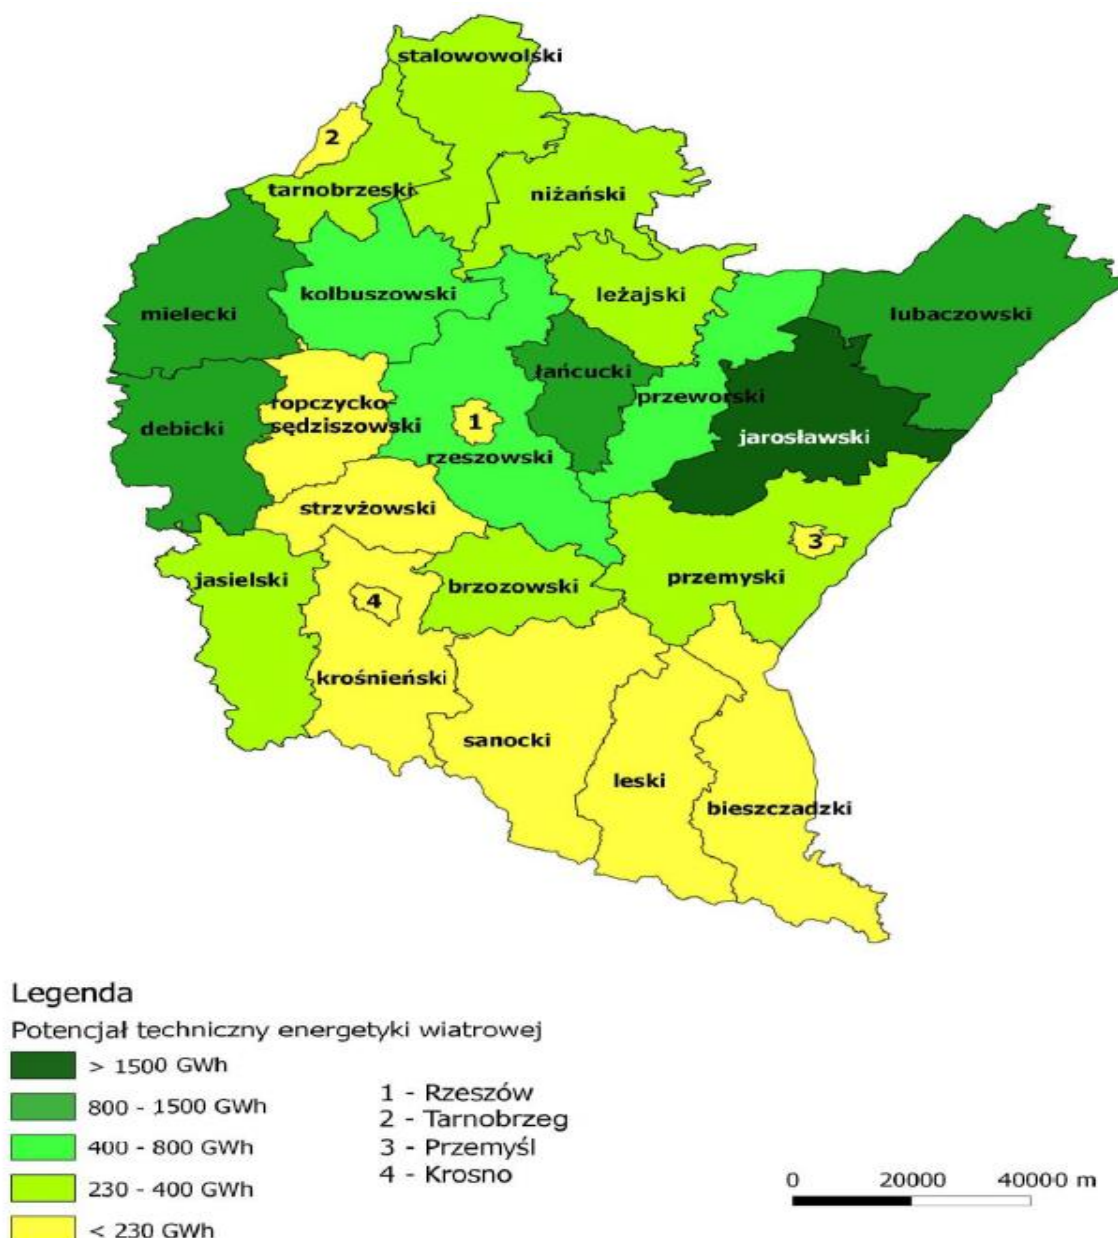 stalowowolski
2
tarnobrzeski
niżański
mielecki
kolbuszowski
leżajski
lubaczowski
łańcucki
przeworski
ropczycko-
sędziszowski
debicki
1
rzeszowski
jarosławski
strzyżowski
3
jasielski
brzozowski
przemyski
4
krośnieński
sanocki
leski
bieszczadzki
Legenda
Potencjał techniczny energetyki wiatrowej
> 1500 GWh
800 - 1500 GWh
400 - 800 GWh
230 - 400 GWh
< 230 GWh
1 - Rzeszów
2 - Tarnobrzeg
3 - Przemyśl
4 - Krosno
0 20000 40000 m